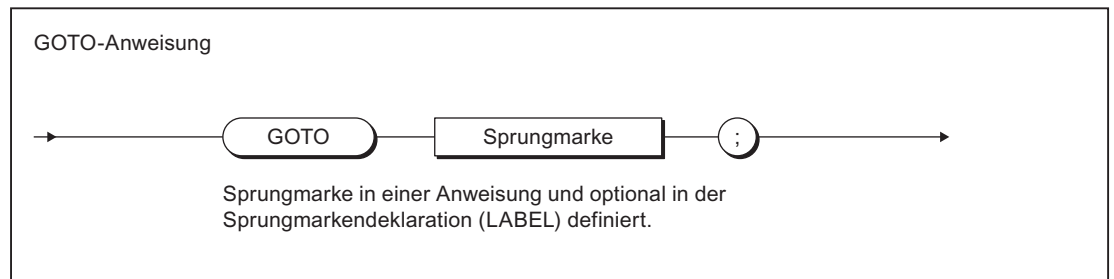 GOTO-Anweisung
GOTO Sprungmarke ;
Sprungmarke in einer Anweisung und optional in der
Sprungmarkendeklaration (LABEL) definiert.